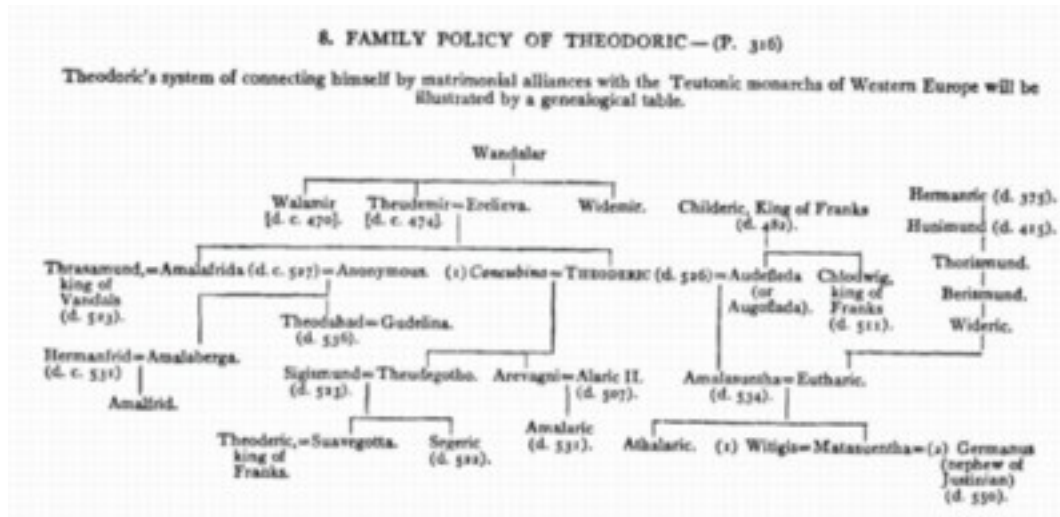 8. FAMILY POLICY OF THEODORIC—(P. 316)
Theodoric's system of connecting himself by matrimonial alliances with the Teutonic monarchs of Western Europe will be
illustrated by a genealogical table.
Wandalar
Walamir Theudemir=Erelieva. Widemir. Childeric, King of Franks Hermanric (d. 375).
[d. c. 470]. [d. c. 474] (d. 482). Hunimund (d. 415).
Thorismund.
Thrasamund,=Amalafrida (d. c. 527)=Anonymous. (1) Concubina=THEODERIC (d. 526)=Audefleda Chlodwig,
king of (or king of Berismund.
Vandals Augoflada). Franks
(d. 523). (d. 511).
Theodahad=Gudelina. Wideric.
(d. 536).
Hermanfrid=Amalaberga.
(d. c. 531)
Sigismund=Theudegotho. Arevagni=Alaric II. Amalasuntha=Eutharic.
(d. 523). (d. 507). (d. 534).
Amalfrid.
Amalaric
(d. 531).
Theoderic,=Suavegotta. Segeric Athalaric. (1) Witigis=Matasuentha=(2) Germanus
king of (d. 522). (nephew of
Franks. Justinian)
(d. 550).